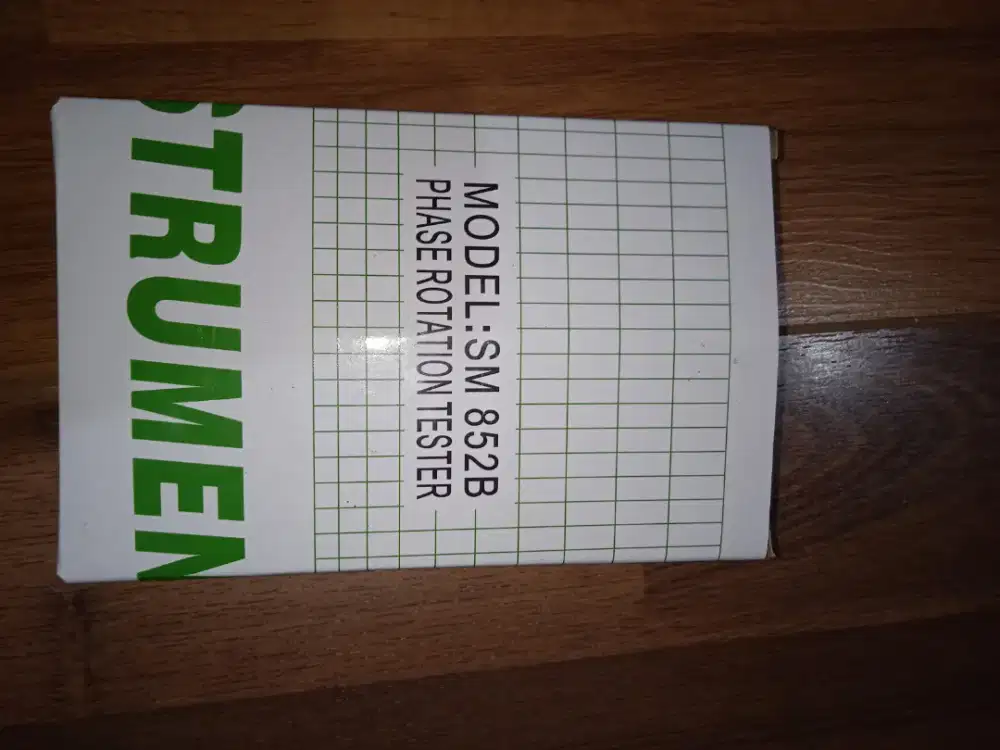 MODEL:SM 852B
PHASE ROTATION TESTER
STRUMEN